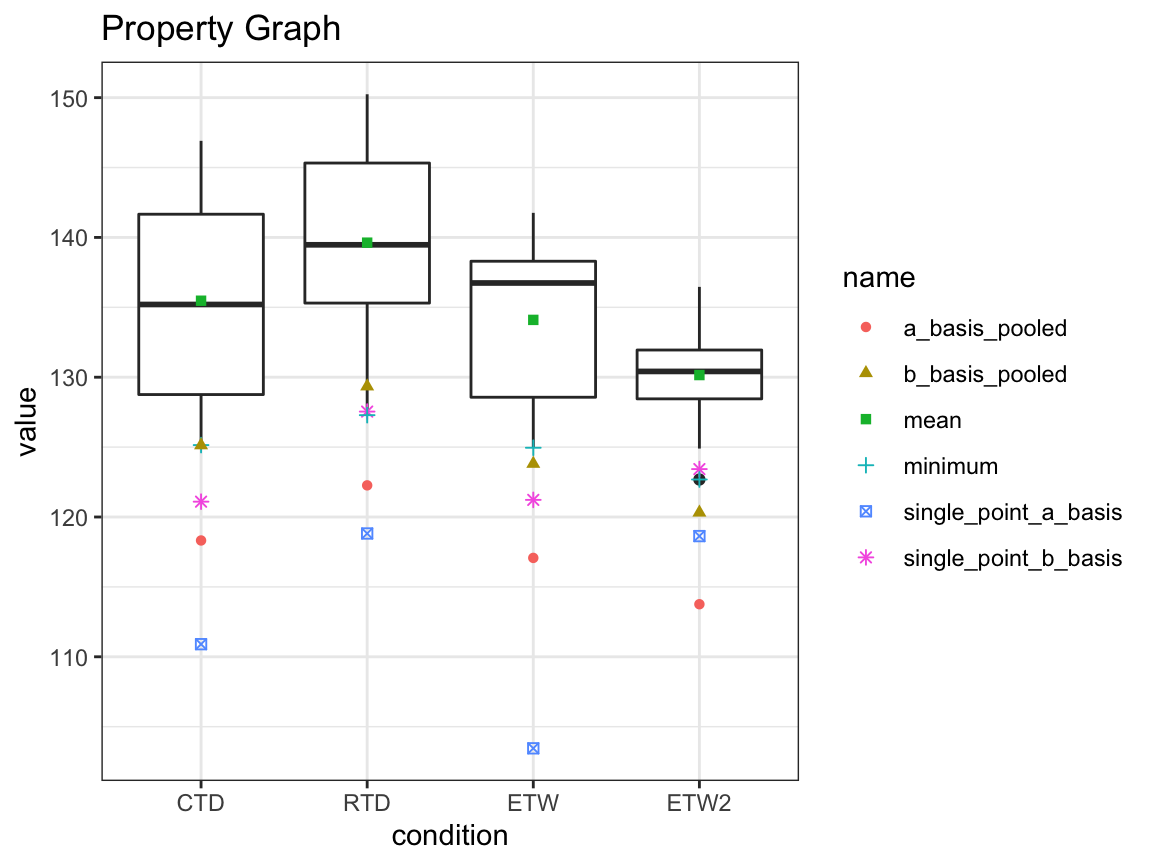 Property Graph
150
140
130
120
110
value
CTD RTD ETW ETW2
condition
name
a_basis_pooled
b_basis_pooled
mean
minimum
single_point_a_basis
single_point_b_basis